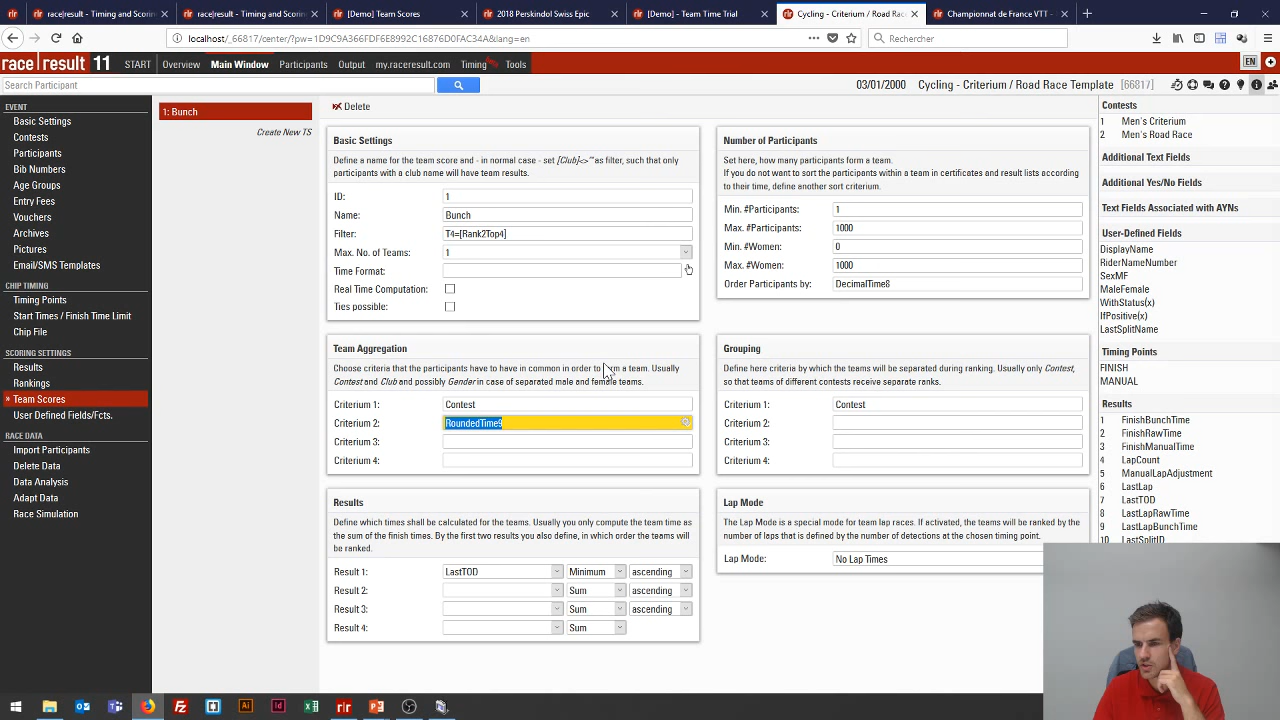 race|result - Timing and Scorin
race|result - Timing and Scorin
[Demo] Team Scores
2018 Perskindol Swiss Epic
[Demo] - Team Time Trial
Cycling - Criterium / Road Race
Championnat de France VTT -
localhost/_66817/center/?pw=1D9C9A366FDF6E8992C16876D0FAC34A&lang=en
Rechercher
race|result 11
START
Overview
Main Window
Participants
Output
my.raceresult.com
Timing
Tools
EN
Search Participant
03/01/2000
Cycling - Criterium / Road Race Template
[66817]
EVENT
Basic Settings
Contests
Participants
Bib Numbers
Age Groups
Entry Fees
Vouchers
Archives
Pictures
Email/SMS Templates
CHIP TIMING
Timing Points
Start Times / Finish Time Limit
Chip File
SCORING SETTINGS
Results
Rankings
» Team Scores
User Defined Fields/Fcts.
RACE DATA
Import Participants
Delete Data
Data Analysis
Adapt Data
Race Simulation
1: Bunch
Create New TS
Delete
Basic Settings
Define a name for the team score and - in normal case - set [Club]<>"" as filter, such that only
participants with a club name will have team results.
ID: 1
Name: Bunch
Filter: T4=[Rank2Top4]
Max. No. of Teams: 1
Time Format:
Real Time Computation:
Ties possible:
Number of Participants
Set here, how many participants form a team.
If you do not want to sort the participants within a team in certificates and result lists according
to their time, define another sort criterium.
Min. #Participants: 1
Max. #Participants: 1000
Min. #Women: 0
Max. #Women: 1000
Order Participants by: DecimalTime8
Team Aggregation
Choose criteria that the participants have to have in common in order to form a team. Usually
Contest and Club and possibly Gender in case of separated male and female teams.
Criterium 1: Contest
Criterium 2: RoundedTime9
Criterium 3:
Criterium 4:
Grouping
Define here criteria by which the teams will be separated during ranking. Usually only Contest,
so that teams of different contests receive separate ranks.
Criterium 1: Contest
Criterium 2:
Criterium 3:
Criterium 4:
Results
Define which times shall be calculated for the teams. Usually you only compute the team time as
the sum of the finish times. By the first two results you also define, in which order the teams will
be ranked.
Result 1: LastTOD Minimum ascending
Result 2: Sum ascending
Result 3: Sum ascending
Result 4: Sum
Lap Mode
The Lap Mode is a special mode for team lap races. If activated, the teams will be ranked by the
number of laps that is defined by the number of detections at the chosen timing point.
Lap Mode: No Lap Times
Contests
1 Men's Criterium
2 Men's Road Race
Additional Text Fields
Additional Yes/No Fields
Text Fields Associated with AYNs
User-Defined Fields
DisplayName
RiderNameNumber
SexMF
MaleFemale
WithStatus(x)
IfPositive(x)
LastSplitName
Timing Points
FINISH
MANUAL
Results
1 FinishBunchTime
2 FinishRawTime
3 FinishManualTime
4 LapCount
5 ManualLapAdjustment
6 LastLap
7 LastTOD
8 LastLapRawTime
9 LastLapBunchTime
10 LastSplitID